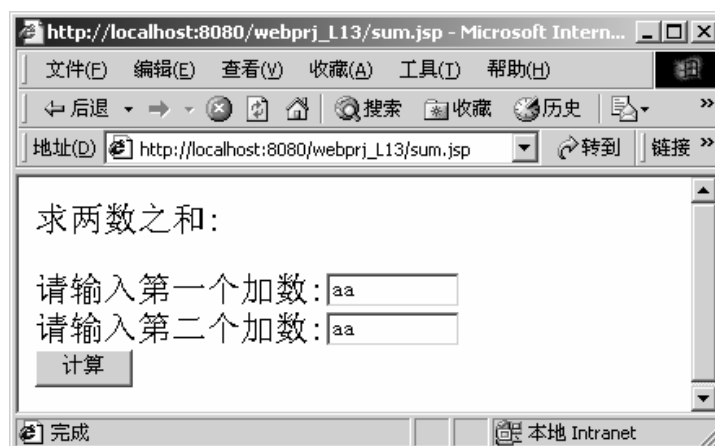 http://localhost:8080/webprj_L13/sum.jsp - Microsoft Intern...
文件(F) 编辑(E) 查看(V) 收藏(A) 工具(T) 帮助(H)
后退 搜索 收藏 历史 »
地址(D) http://localhost:8080/webprj_L13/sum.jsp 转到 链接 »
求两数之和:
请输入第一个加数:aa
请输入第二个加数:aa
计算
完成 本地 Intranet